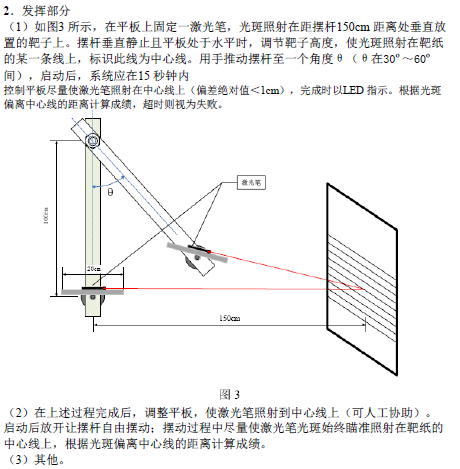 2．发挥部分
（1）如图3 所示，在平板上固定一激光笔，光斑照射在距摆杆150cm 距离处垂直放
置的靶子上。摆杆垂直静止且平板处于水平时，调节靶子高度，使光斑照射在靶纸
的某一条线上，标识此线为中心线。用手推动摆杆至一个角度θ（θ在30º～60º
间），启动后，系统应在15 秒钟内
控制平板尽量使激光笔照射在中心线上（偏差绝对值＜1cm），完成时以LED 指示。根据光斑
偏离中心线的距离计算成绩，超时则视为失败。
激光笔
θ
100cm
20cm
150cm
图 3
（2）在上述过程完成后，调整平板，使激光笔照射到中心线上（可人工协助）。
启动后放开让摆杆自由摆动；摆动过程中尽量使激光笔光斑始终瞄准照射在靶纸的
中心线上，根据光斑偏离中心线的距离计算成绩。
（3）其他。